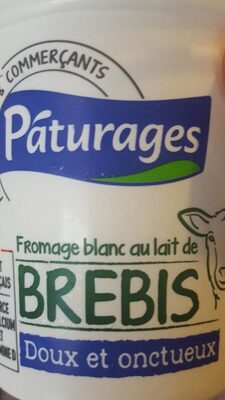 & COMMERÇANTS
Pâturages
Fromage blanc au lait de
BREBIS
Doux et onctueux